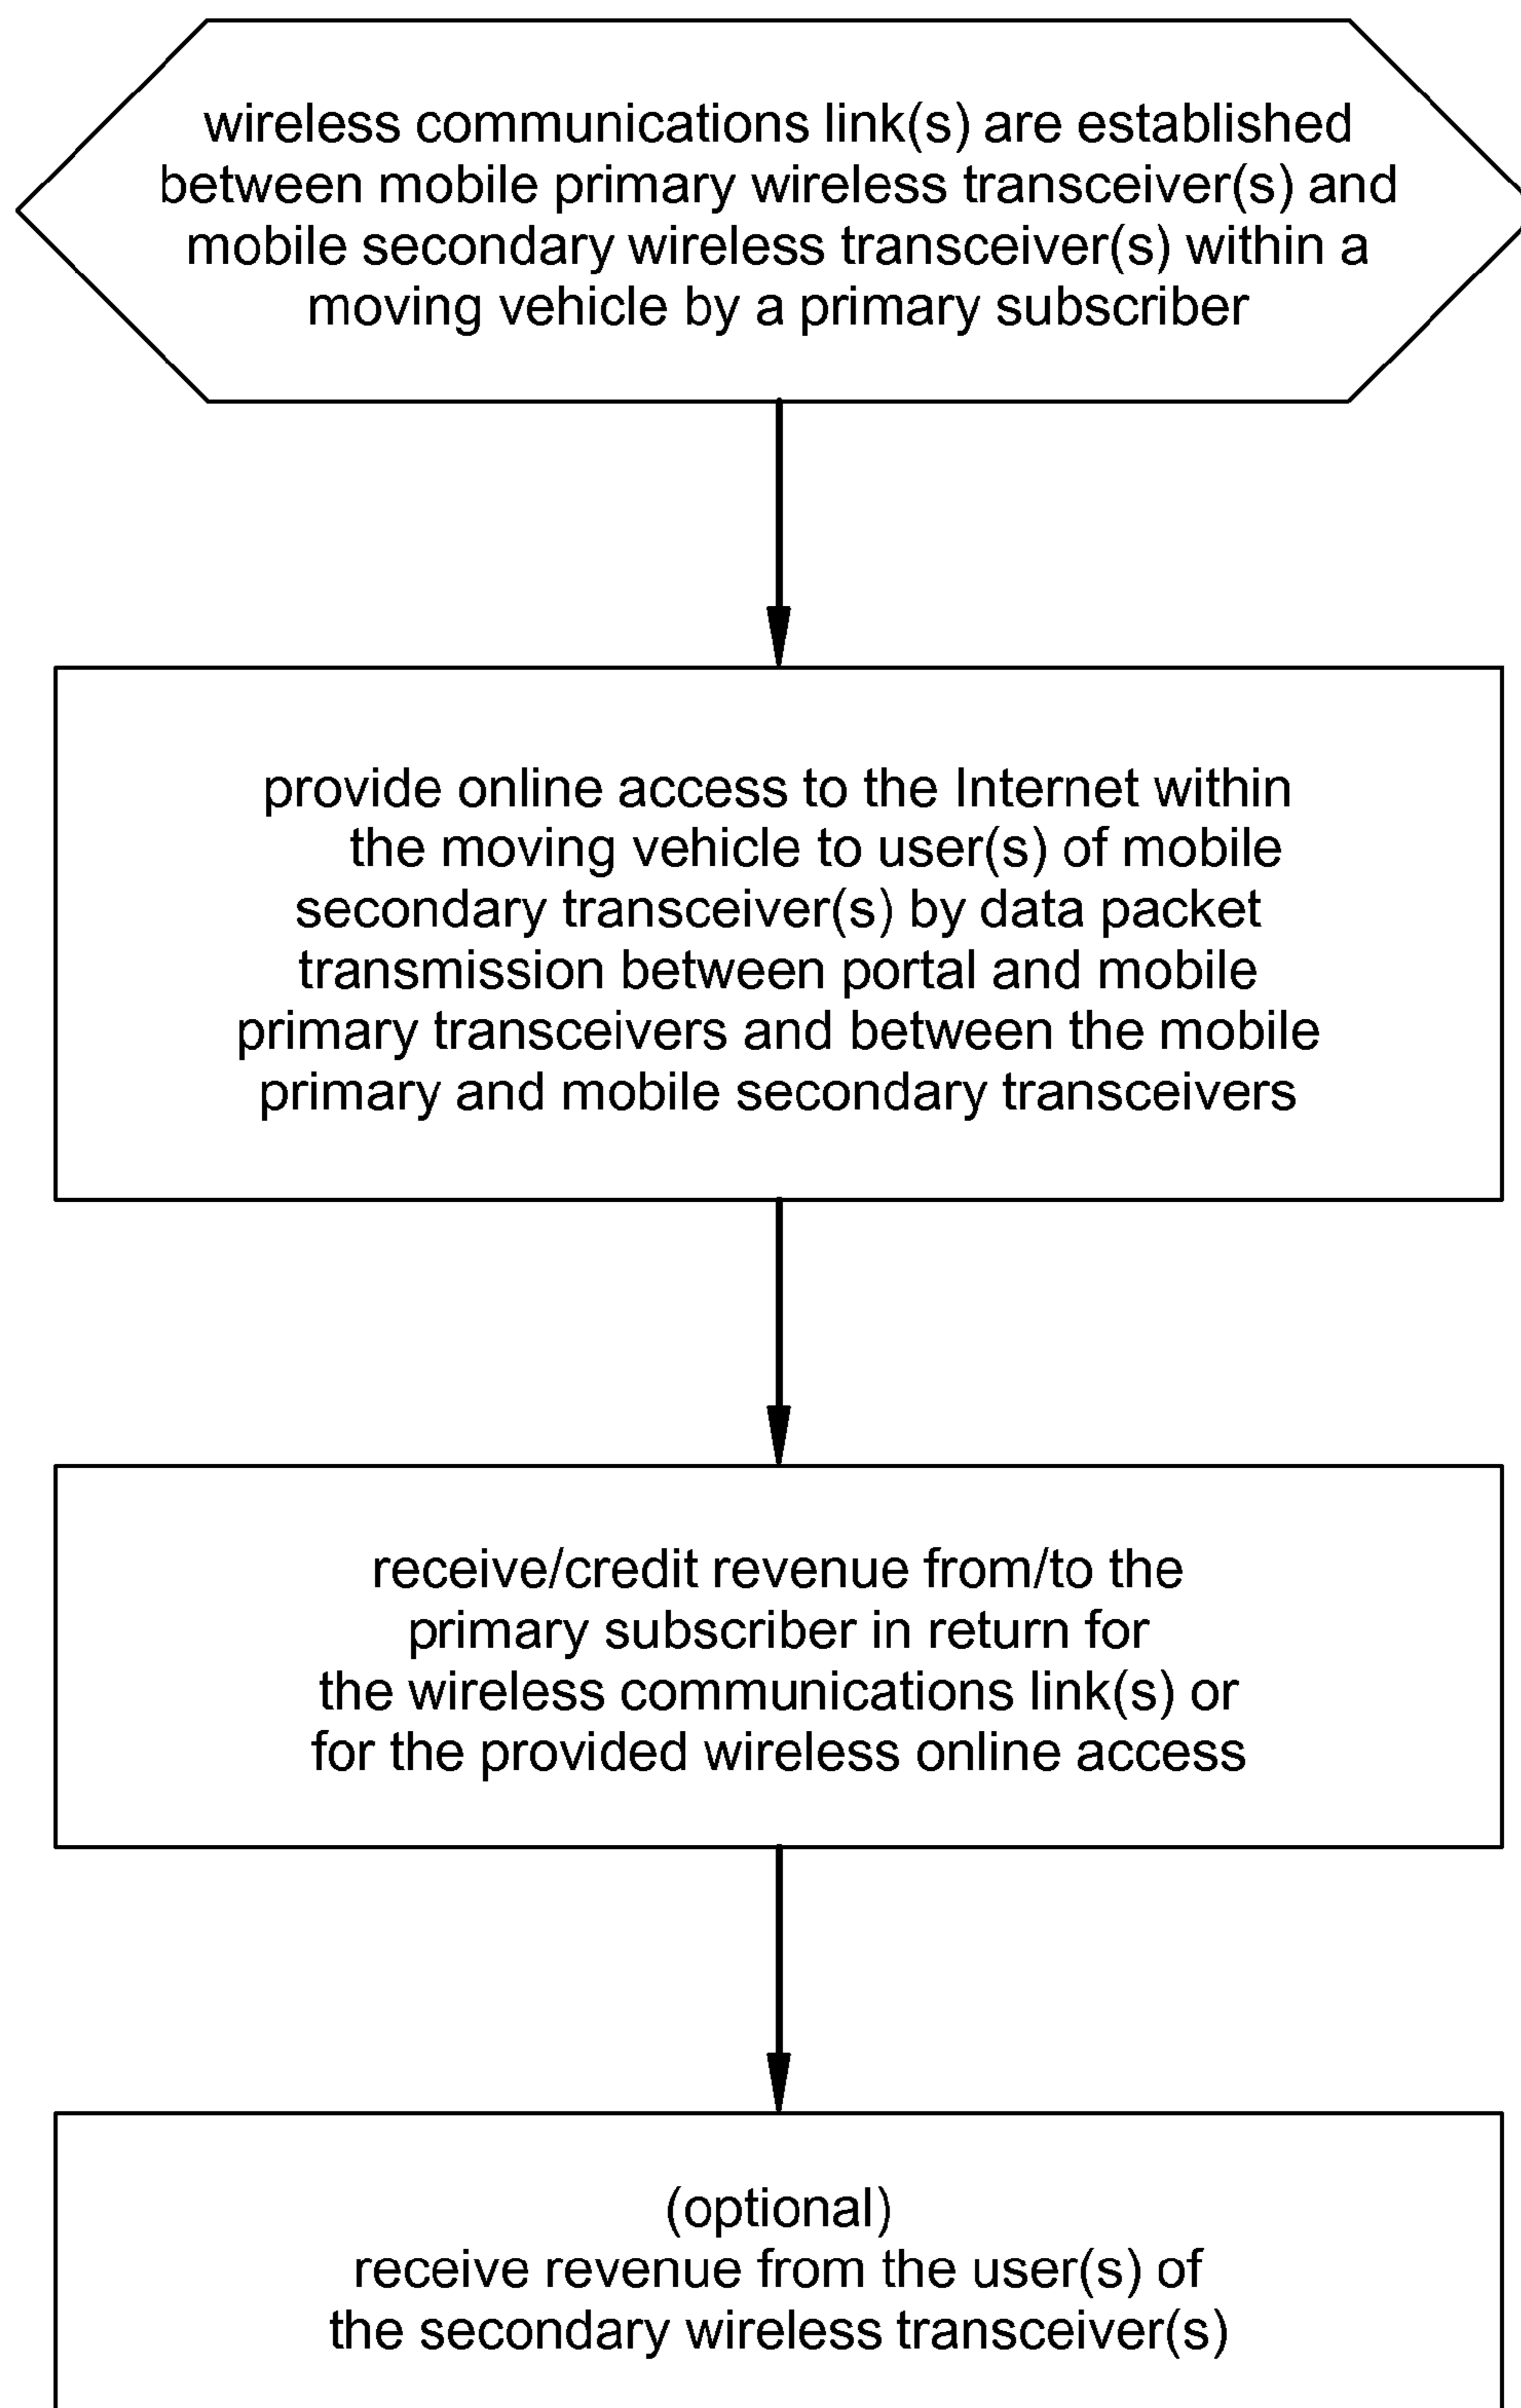 wireless communications link(s) are established
between mobile primary wireless transceiver(s) and
mobile secondary wireless transceiver(s) within a
moving vehicle by a primary subscriber
provide online access to the Internet within
the moving vehicle to user(s) of mobile
secondary transceiver(s) by data packet
transmission between portal and mobile
primary transceivers and between the mobile
primary and mobile secondary transceivers
receive/credit revenue from/to the
primary subscriber in return for
the wireless communications link(s) or
for the provided wireless online access
(optional)
receive revenue from the user(s) of
the secondary wireless transceiver(s)